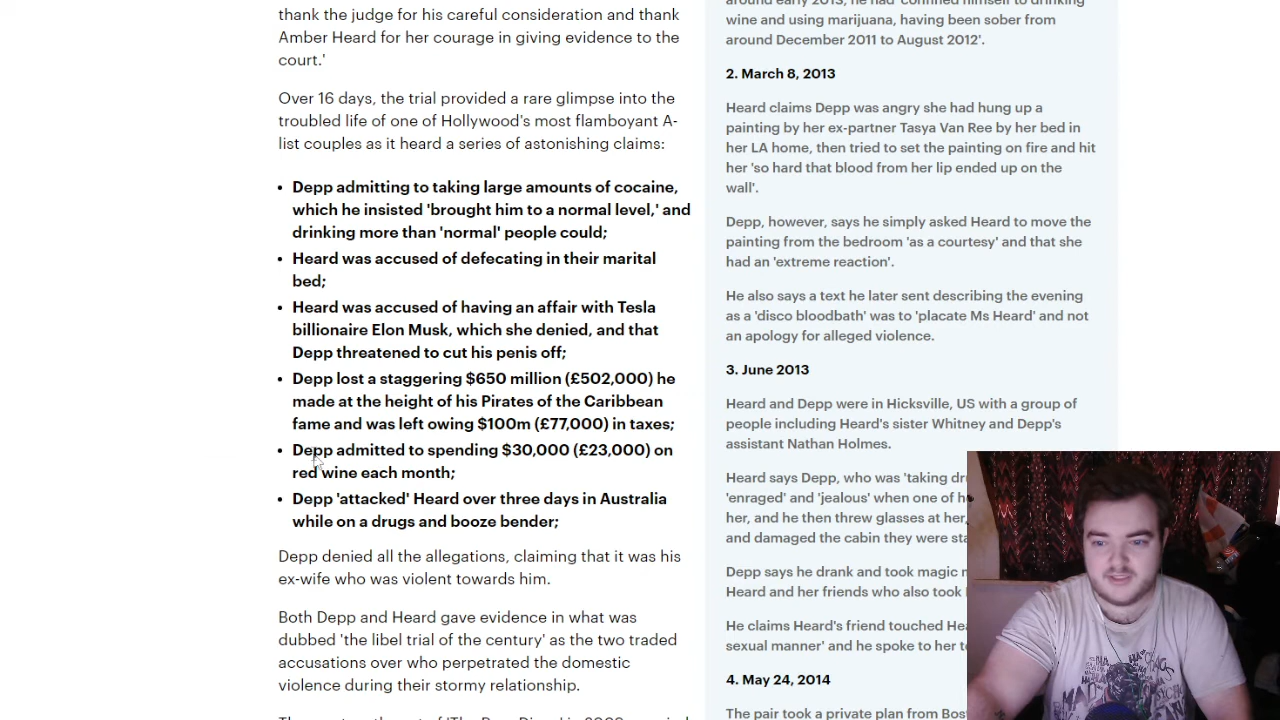 thank the judge for his careful consideration and thank
Amber Heard for her courage in giving evidence to the
court.'
Over 16 days, the trial provided a rare glimpse into the
troubled life of one of Hollywood's most flamboyant A-
list couples as it heard a series of astonishing claims:
• Depp admitting to taking large amounts of cocaine,
which he insisted 'brought him to a normal level,' and
drinking more than 'normal' people could;
• Heard was accused of defecating in their marital
bed;
• Heard was accused of having an affair with Tesla
billionaire Elon Musk, which she denied, and that
Depp threatened to cut his penis off;
• Depp lost a staggering $650 million (£502,000) he
made at the height of his Pirates of the Caribbean
fame and was left owing $100m (£77,000) in taxes;
• Depp admitted to spending $30,000 (£23,000) on
red wine each month;
• Depp 'attacked' Heard over three days in Australia
while on a drugs and booze bender;
Depp denied all the allegations, claiming that it was his
ex-wife who was violent towards him.
Both Depp and Heard gave evidence in what was
dubbed 'the libel trial of the century' as the two traded
accusations over who perpetrated the domestic
violence during their stormy relationship.
around early 2013, he had 'confined himself to drinking
wine and using marijuana, having been sober from
around December 2011 to August 2012'.
2. March 8, 2013
Heard claims Depp was angry she had hung up a
painting by her ex-partner Tasya Van Ree by her bed in
her LA home, then tried to set the painting on fire and hit
her 'so hard that blood from her lip ended up on the
wall'.
Depp, however, says he simply asked Heard to move the
painting from the bedroom 'as a courtesy' and that she
had an 'extreme reaction'.
He also says a text he later sent describing the evening
as a 'disco bloodbath' was to 'placate Ms Heard' and not
an apology for alleged violence.
3. June 2013
Heard and Depp were in Hicksville, US with a group of
people including Heard's sister Whitney and Depp's
assistant Nathan Holmes.
Heard says Depp, who was 'taking
'enraged' and 'jealous' when one of
her, and he then threw glasses at her,
and damaged the cabin they were
Depp says he drank and took magic
Heard and her friends who also took
He claims Heard's friend touched
sexual manner' and he spoke to her
4. May 24, 2014
The pair took a private plan from